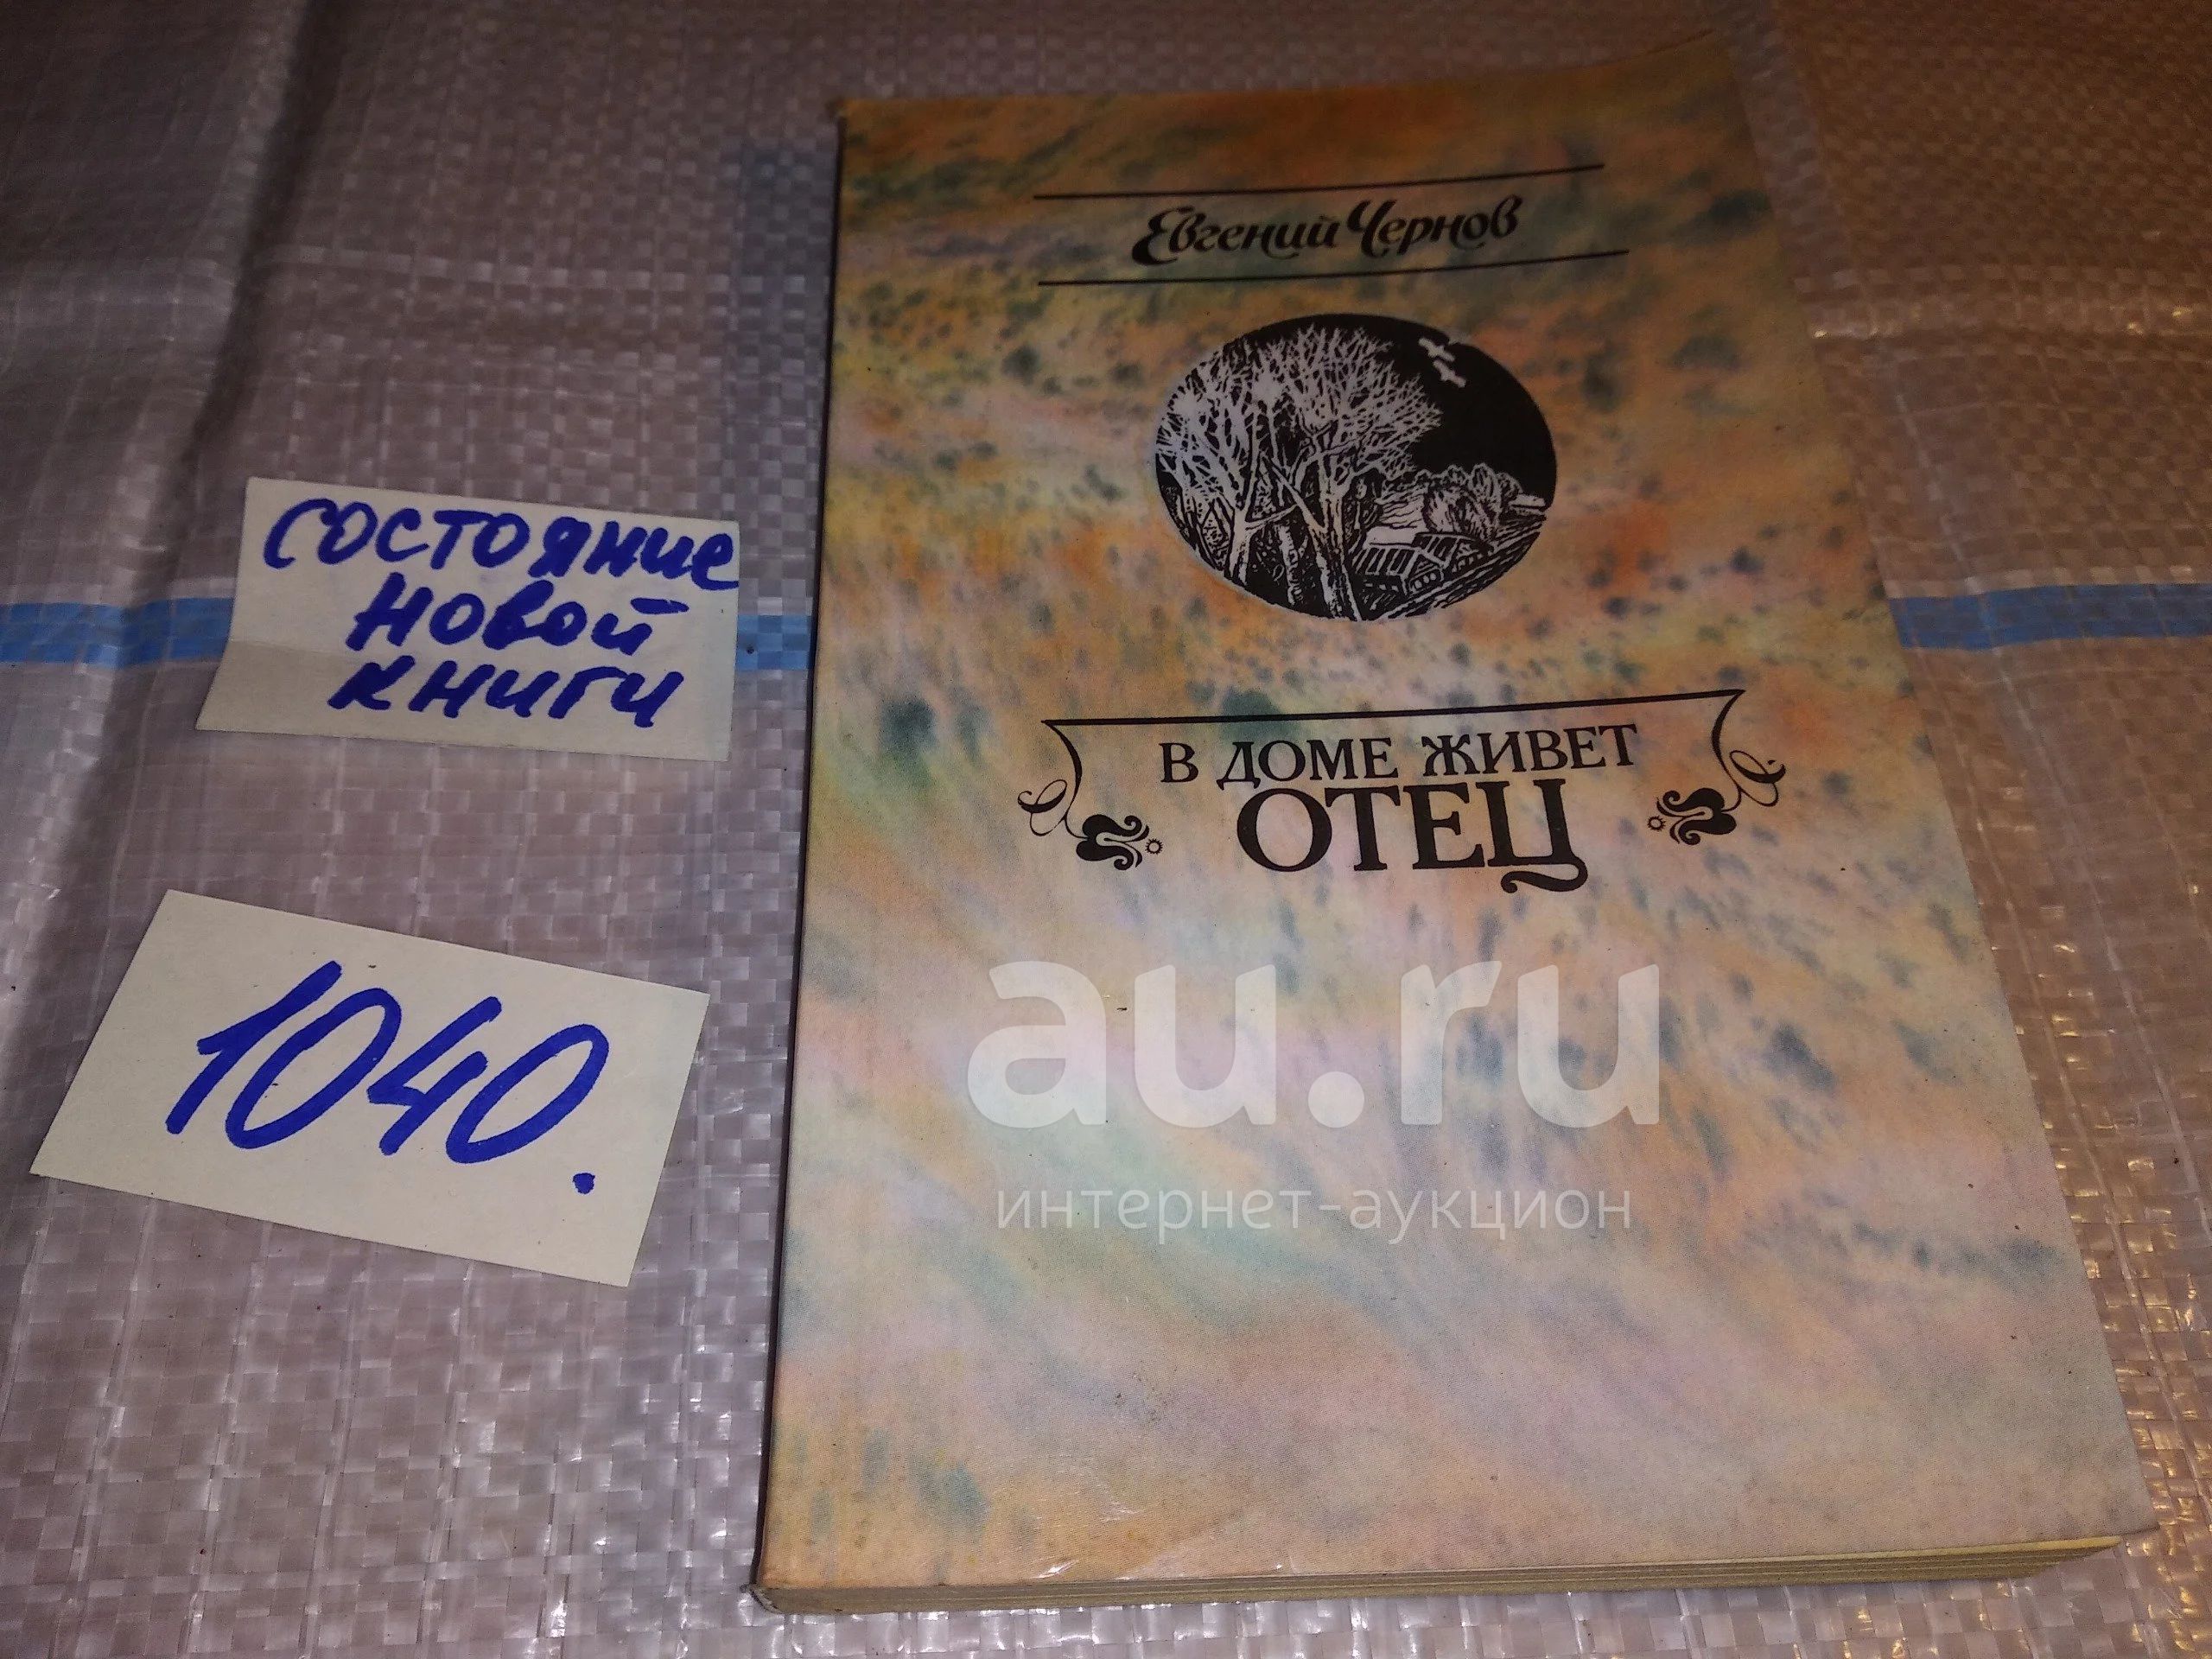 Евгений Чернов
В ДОМЕ ЖИВЕТ
ОТЕЦ
состояние
новой
книги
1040.
au.ru
интернет-аукцион